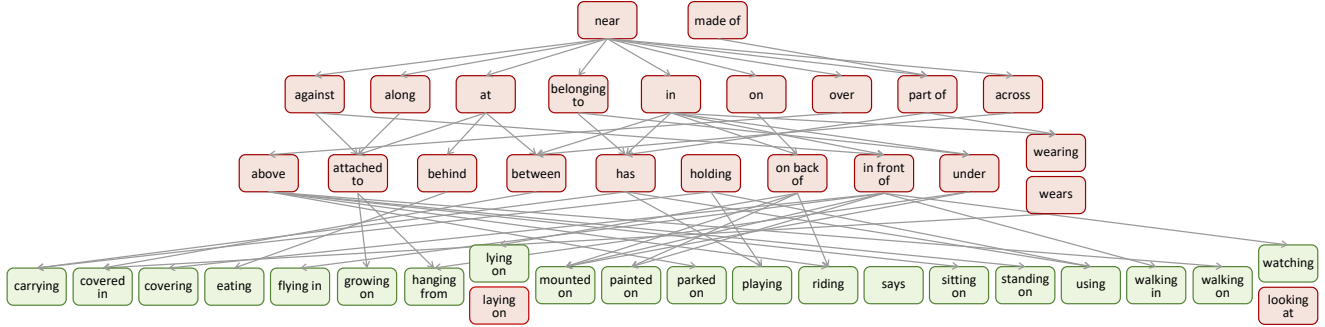 near
made of
against
along
at
belonging
to
in
on
over
part of
across
wearing
above
attached
to
behind
between
has
holding
on back
of
in front
of
under
wears
lying
on
watching
carrying
covered
in
covering
eating
flying in
growing
on
hanging
from
mounted
on
painted
on
parked
on
playing
riding
says
sitting
on
standing
on
using
walking
in
walking
on
laying
on
looking
at